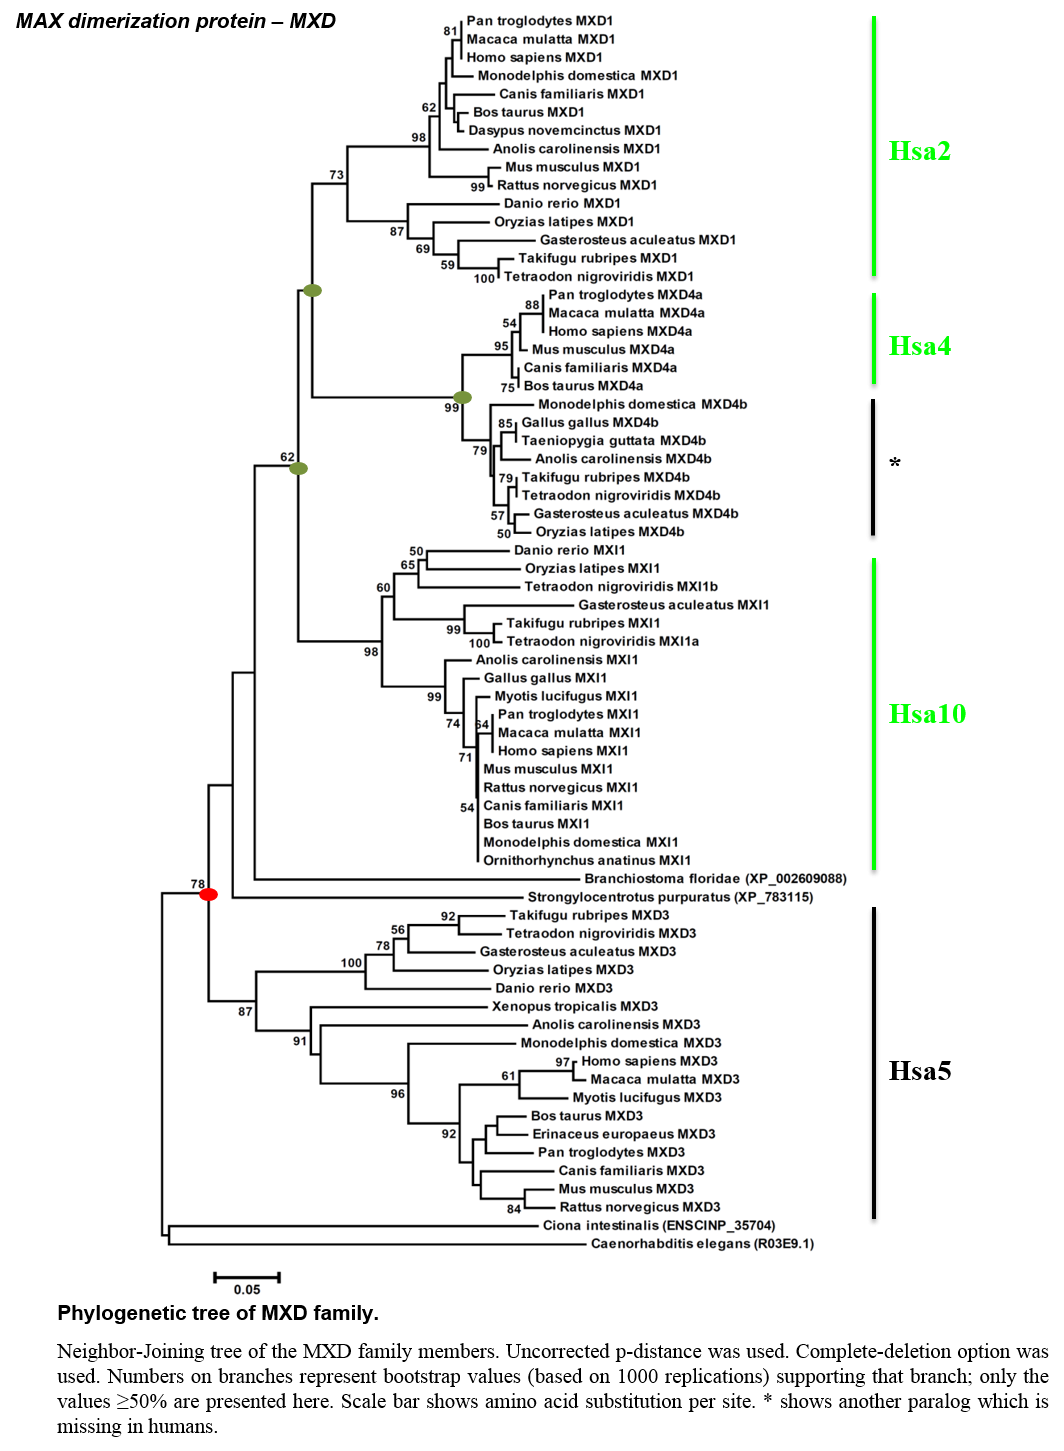 MAX dimerization protein – MXD
Pan troglodytes MXD1
81
Macaca mulatta MXD1
Homo sapiens MXD1
Monodelphis domestica MXD1
Canis familiaris MXD1
62
Bos taurus MXD1
Dasypus novemcinctus MXD1
98
Anolis carolinensis MXD1
Hsa2
Mus musculus MXD1
73
99
Rattus norvegicus MXD1
Danio rerio MXD1
Oryzias latipes MXD1
87
Gasterosteus aculeatus MXD1
69
Takifugu rubripes MXD1
59
Tetraodon nigroviridis MXD1
100
Pan troglodytes MXD4a
88
Macaca mulatta MXD4a
54
Homo sapiens MXD4a
95
Mus musculus MXD4a
Hsa4
Canis familiaris MXD4a
75
Bos taurus MXD4a
99
Monodelphis domestica MXD4b
85
Gallus gallus MXD4b
Taeniopygia guttata MXD4b
79
Anolis carolinensis MXD4b
*
62
79
Takifugu rubripes MXD4b
Tetraodon nigroviridis MXD4b
57
Gasterosteus aculeatus MXD4b
50
Oryzias latipes MXD4b
50
Danio rerio MXI1
65
Oryzias latipes MXI1
60
Tetraodon nigroviridis MXI1b
Gasterosteus aculeatus MXI1
99
Takifugu rubripes MXI1
100
Tetraodon nigroviridis MXI1a
98
Anolis carolinensis MXI1
Gallus gallus MXI1
99
Myotis lucifugus MXI1
Pan troglodytes MXI1
Hsa10
74
64
Macaca mulatta MXI1
Homo sapiens MXI1
71
Mus musculus MXI1
Rattus norvegicus MXI1
54
Canis familiaris MXI1
Bos taurus MXI1
Monodelphis domestica MXI1
Ornithorhynchus anatinus MXI1
Branchiostoma floridae (XP_002609088)
78
Strongylocentrotus purpuratus (XP_783115)
92
Takifugu rubripes MXD3
56
Tetraodon nigroviridis MXD3
78
Gasterosteus aculeatus MXD3
100
Oryzias latipes MXD3
Danio rerio MXD3
87
Xenopus tropicalis MXD3
Anolis carolinensis MXD3
91
Monodelphis domestica MXD3
97
Homo sapiens MXD3
Hsa5
61
Macaca mulatta MXD3
96
Myotis lucifugus MXD3
Bos taurus MXD3
92
Erinaceus europaeus MXD3
Pan troglodytes MXD3
Canis familiaris MXD3
Mus musculus MXD3
84
Rattus norvegicus MXD3
Ciona intestinalis (ENSCINP_35704)
Caenorhabditis elegans (R03E9.1)
0.05
Phylogenetic tree of MXD family.
Neighbor-Joining tree of the MXD family members. Uncorrected p-distance was used. Complete-deletion option was
used. Numbers on branches represent bootstrap values (based on 1000 replications) supporting that branch; only the
values ≥50% are presented here. Scale bar shows amino acid substitution per site. * shows another paralog which is
missing in humans.